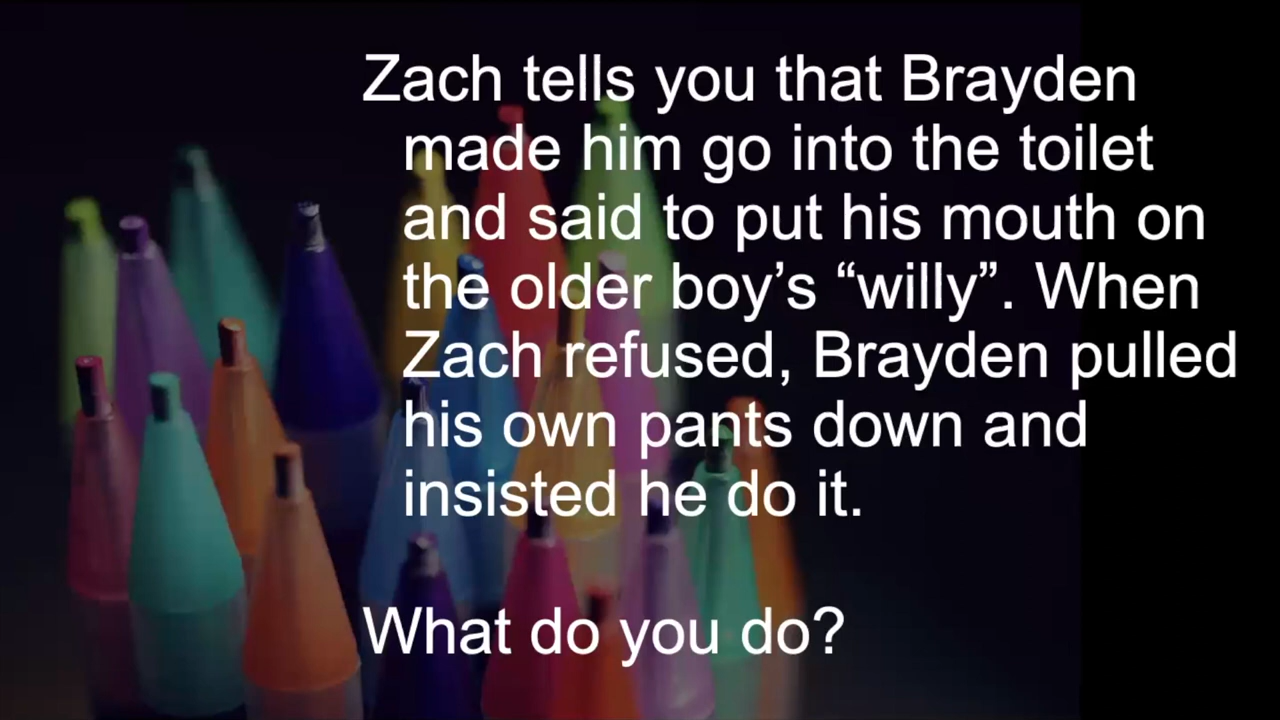 Zach tells you that Brayden
made him go into the toilet
and said to put his mouth on
the older boy’s “willy”. When
Zach refused, Brayden pulled
his own pants down and
insisted he do it.
What do you do?